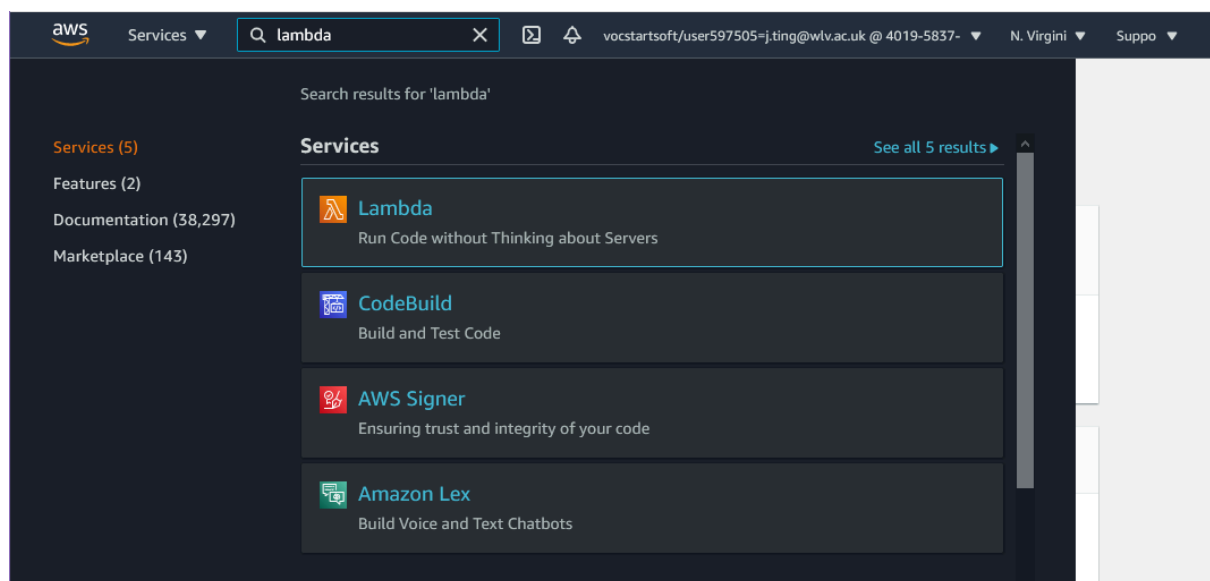 aws Services ▼ lambda vocstartsoft/user597505=j.ting@wlv.ac.uk @ 4019-5837- ▼ N. Virgini ▼ Suppo ▼
Search results for 'lambda'
Services (5)
Features (2)
Documentation (38,297)
Marketplace (143)
Services See all 5 results ▶
Lambda
Run Code without Thinking about Servers
CodeBuild
Build and Test Code
AWS Signer
Ensuring trust and integrity of your code
Amazon Lex
Build Voice and Text Chatbots